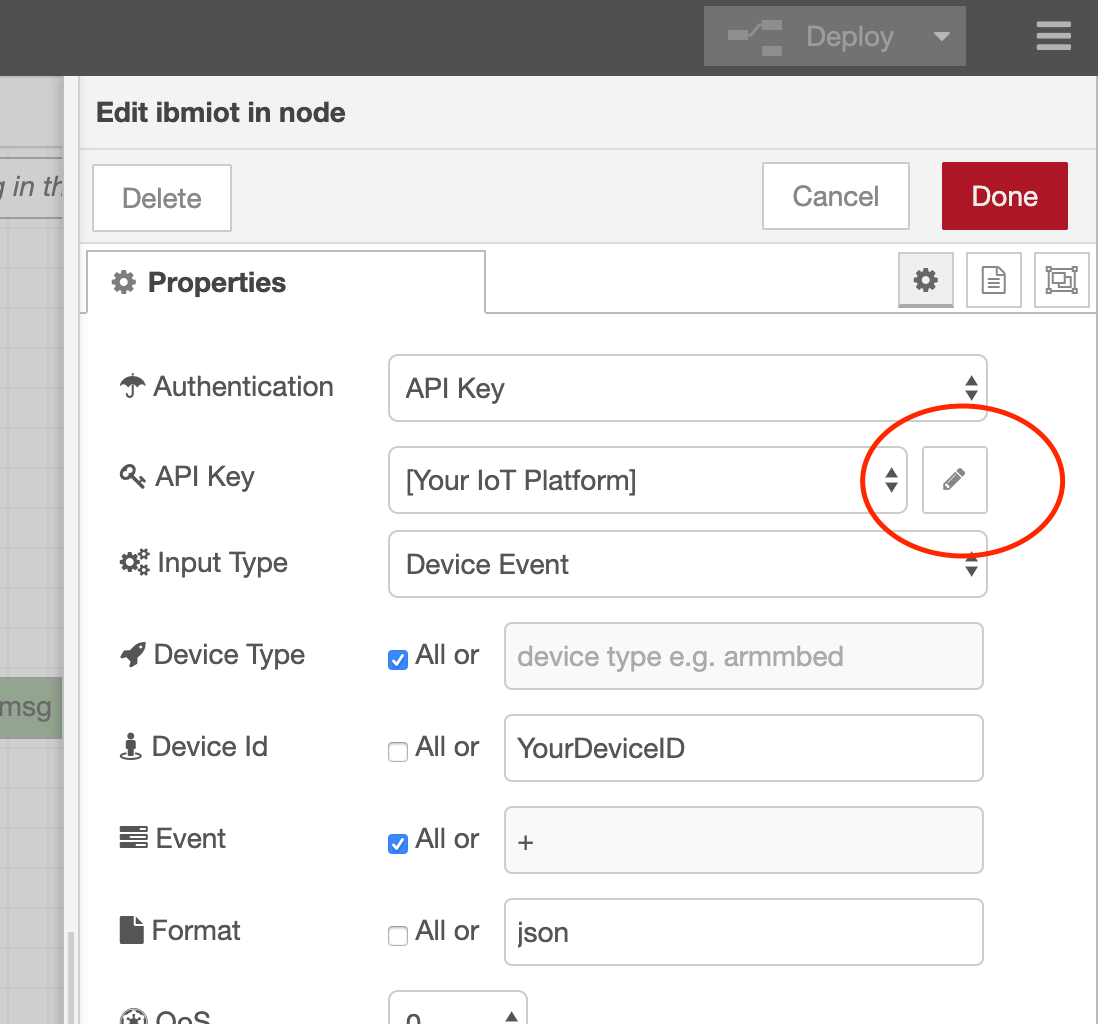 Deploy
Edit ibmiot in node
in th
Delete
Cancel
Done
Properties
Authentication
API Key
API Key
[Your IoT Platform]
Input Type
Device Event
Device Type
All or
device type e.g. armmbed
msg
Device Id
All or
YourDeviceID
Event
All or
+
Format
All or
json
QoS
0